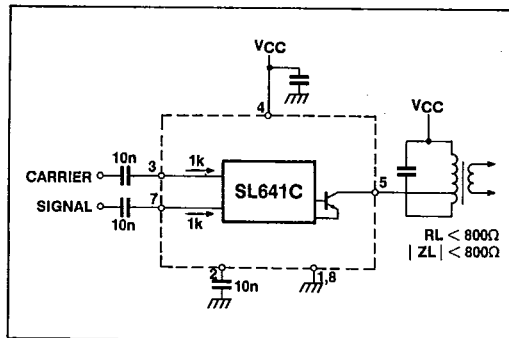 VCC
VCC
4
10n
3
1k
CARRIER
SL641C
5
SIGNAL
7
10n
1k
RL < 800Ω
| ZL | < 800Ω
2
10n
1,8